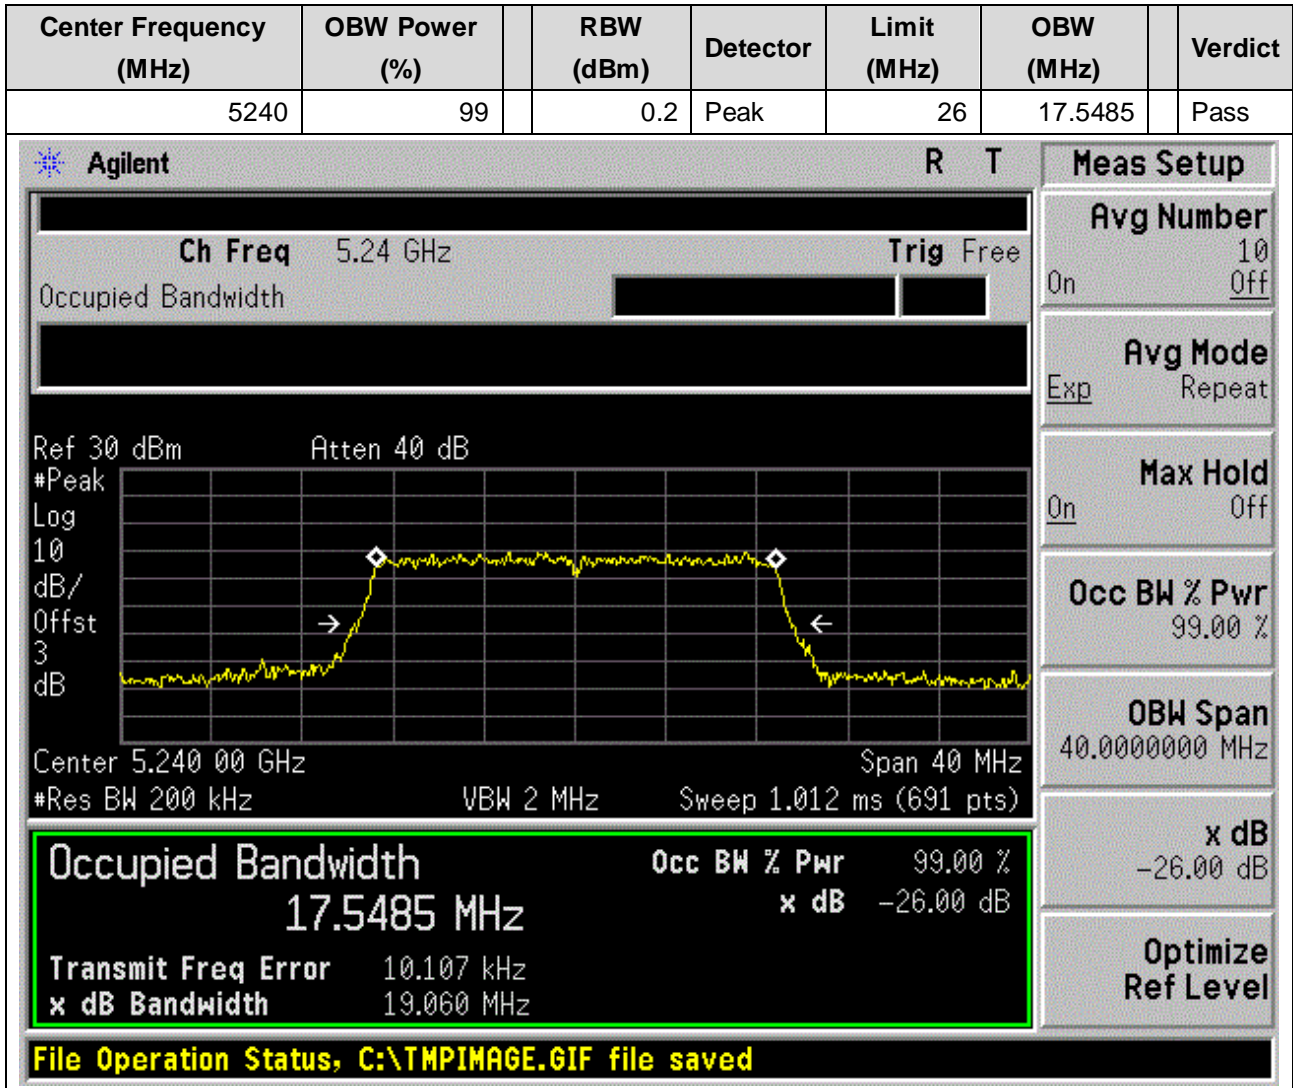 Center Frequency (MHz) OBW Power (%) RBW (dBm) Detector Limit (MHz) OBW (MHz) Verdict
5240 99 0.2 Peak 26 17.5485 Pass
Agilent R T
Ch Freq 5.24 GHz Trig Free
Occupied Bandwidth
Ref 30 dBm Atten 40 dB
#Peak
Log
10
dB/
Offst
3
dB
Center 5.240 00 GHz Span 40 MHz
#Res BW 200 kHz VBW 2 MHz Sweep 1.012 ms (691 pts)
Occupied Bandwidth Occ BW % Pwr 99.00 %
17.5485 MHz x dB -26.00 dB
Transmit Freq Error 10.107 kHz
x dB Bandwidth 19.060 MHz
Meas Setup
Avg Number
10
On Off
Avg Mode
Exp Repeat
Max Hold
On Off
Occ BW % Pwr
99.00 %
OBW Span
40.0000000 MHz
x dB
-26.00 dB
Optimize
Ref Level
File Operation Status, C:\TMPIMAGE.GIF file saved